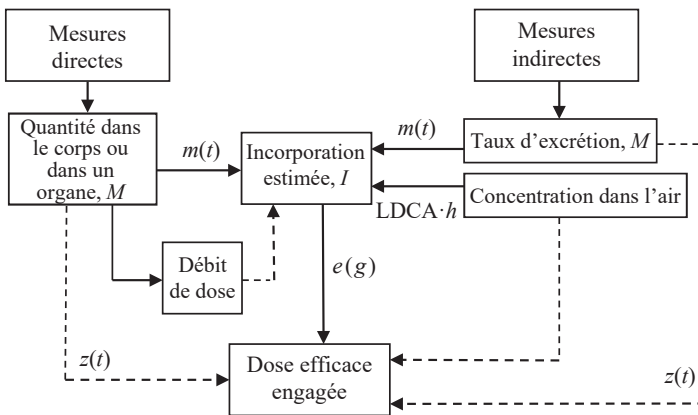 Mesures
directes
Mesures
indirectes
Quantité dans
le corps ou
dans un
organe, M
m(t)
Incorporation
estimée, I
m(t)
Taux d'excrétion, M
LDCA·h
Concentration dans l'air
Débit
de dose
e(g)
z(t)
Dose efficace
engagée
z(t)